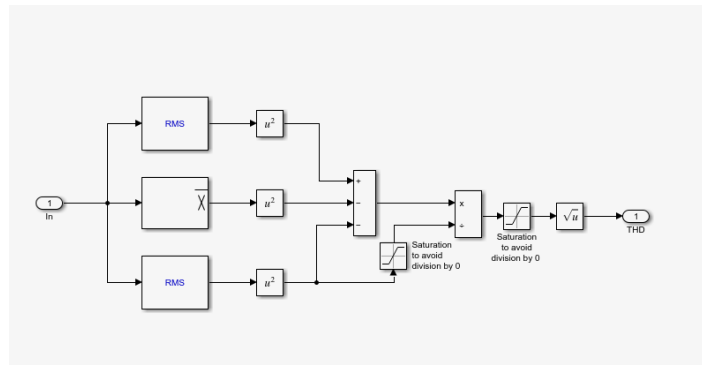 RMS
u²
1
In
X̅
u²
+
−
−
x
÷
√u
1
THD
Saturation
to avoid
division by 0
Saturation
to avoid
division by 0
RMS
u²